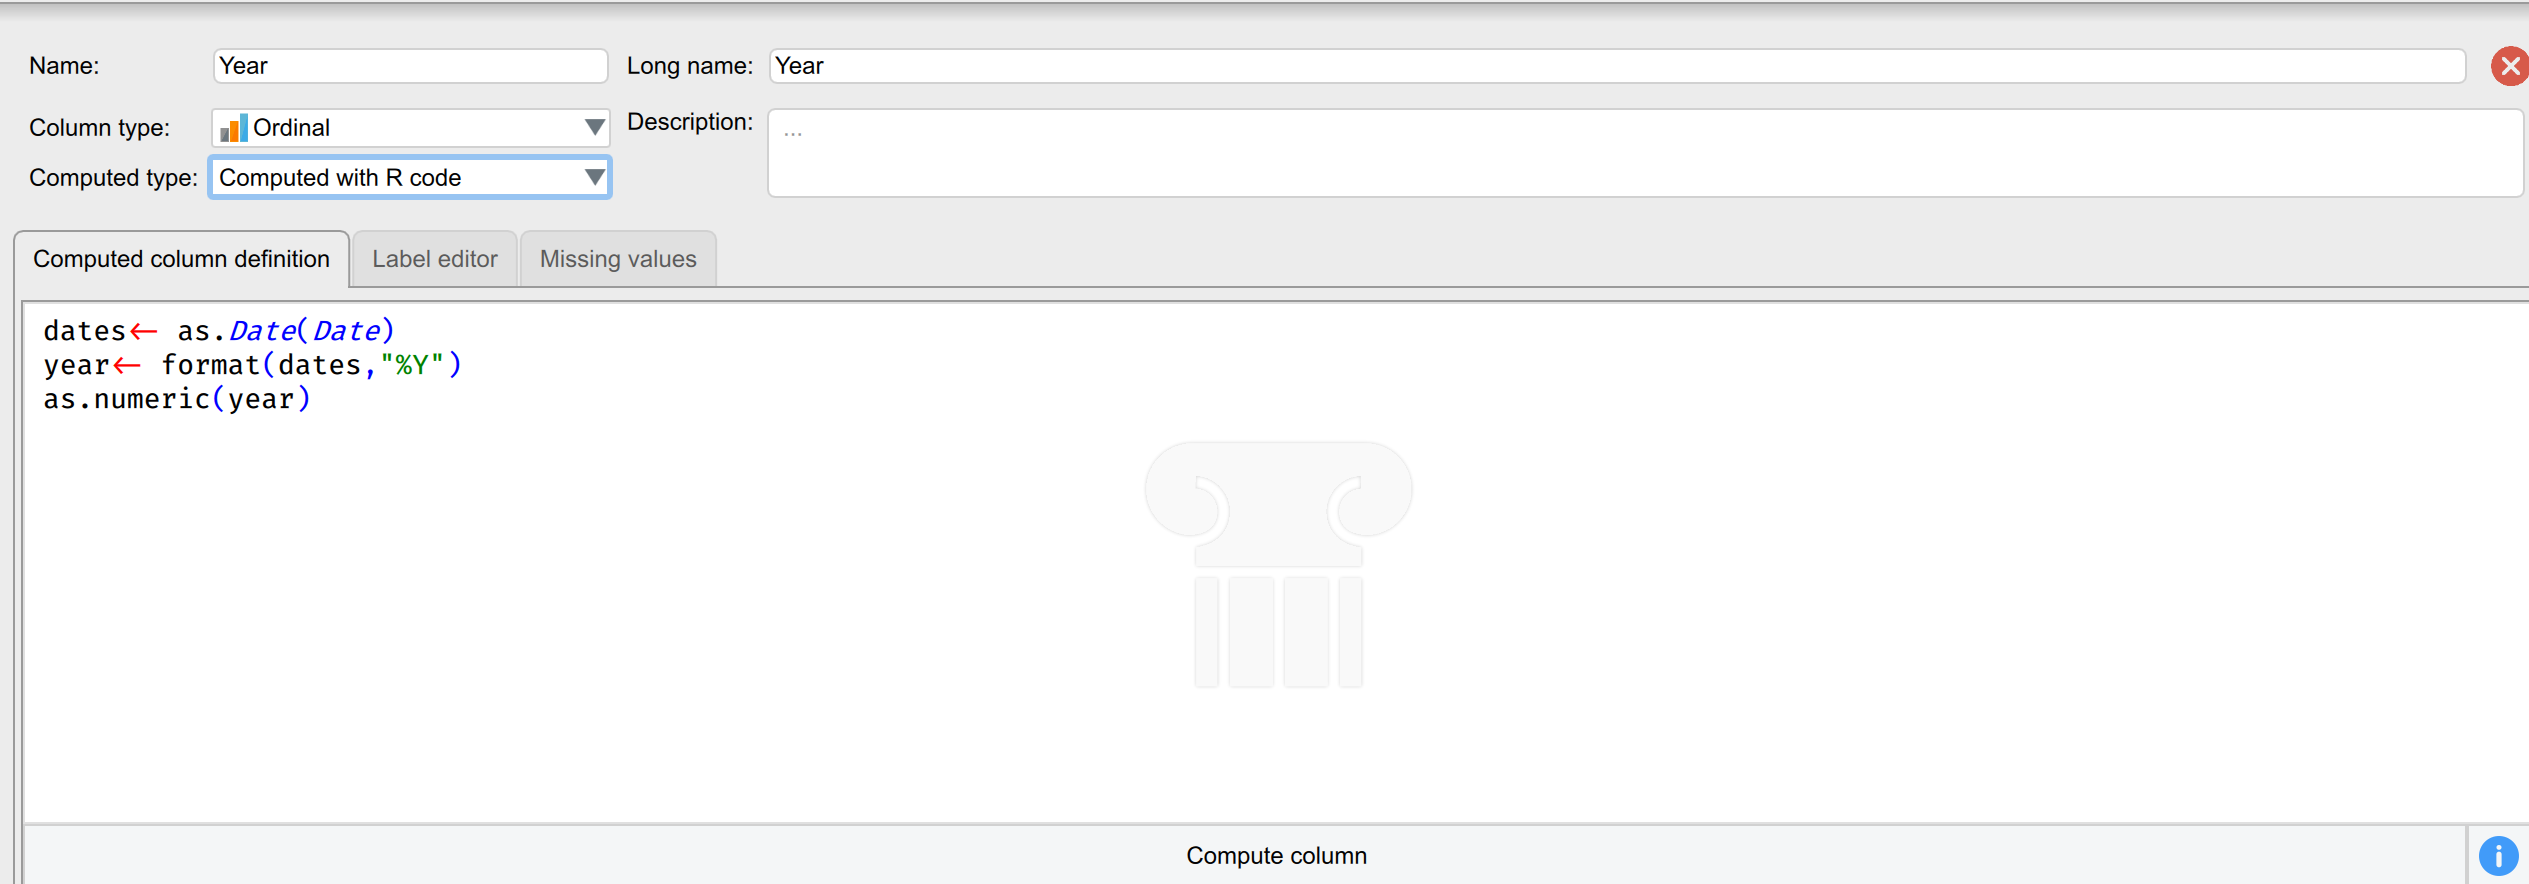 Name: Year Long name: Year
Column type: Ordinal Description: ...
Computed type: Computed with R code
Computed column definition Label editor Missing values
dates← as.Date(Date)
year← format(dates,"%Y")
as.numeric(year)
Compute column